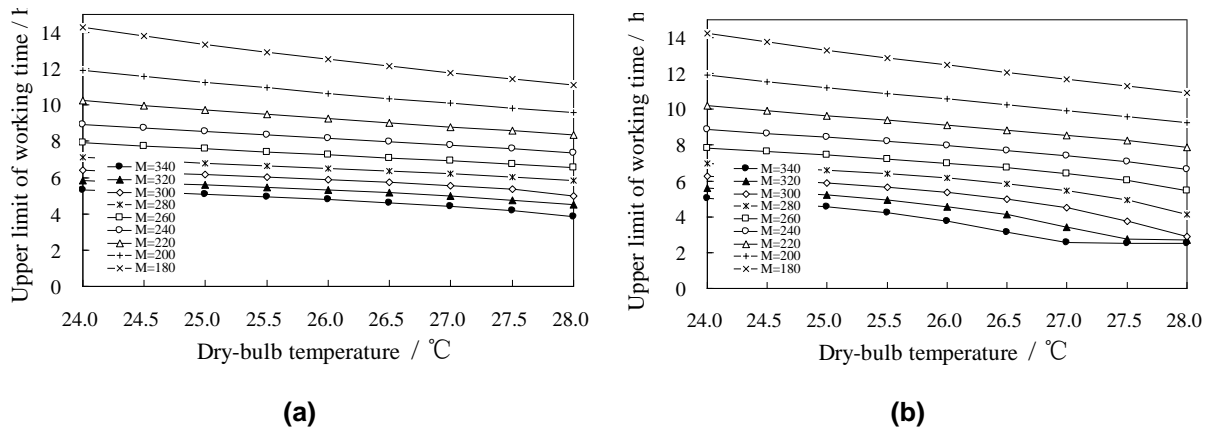 Upper limit of working time /
14
12
10
8
6
4
2
0
M=340
M=320
M=300
M=280
M=260
M=240
M=220
M=200
M=180
24.0 24.5 25.0 25.5 26.0 26.5 27.0 27.5 28.0
Dry-bulb temperature / ℃
(a)
Upper limit of working time / h
14
12
10
8
6
4
2
0
M=340
M=320
M=300
M=280
M=260
M=240
M=220
M=200
M=180
24.0 24.5 25.0 25.5 26.0 26.5 27.0 27.5 28.0
Dry-bulb temperature / ℃
(b)